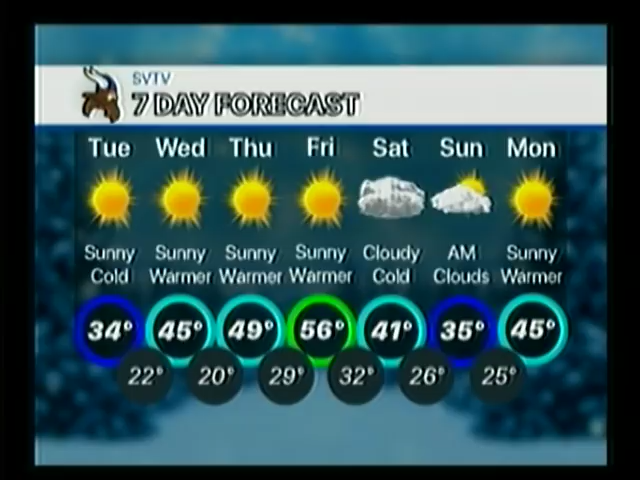 SVTV
7 DAY FORECAST
Tue Wed Thu Fri Sat Sun Mon
Sunny Sunny Sunny Sunny Cloudy AM Sunny
Cold Warmer Warmer Warmer Cold Clouds Warmer
34° 45° 49° 56° 41° 35° 45°
22° 20° 29° 32° 26° 25°